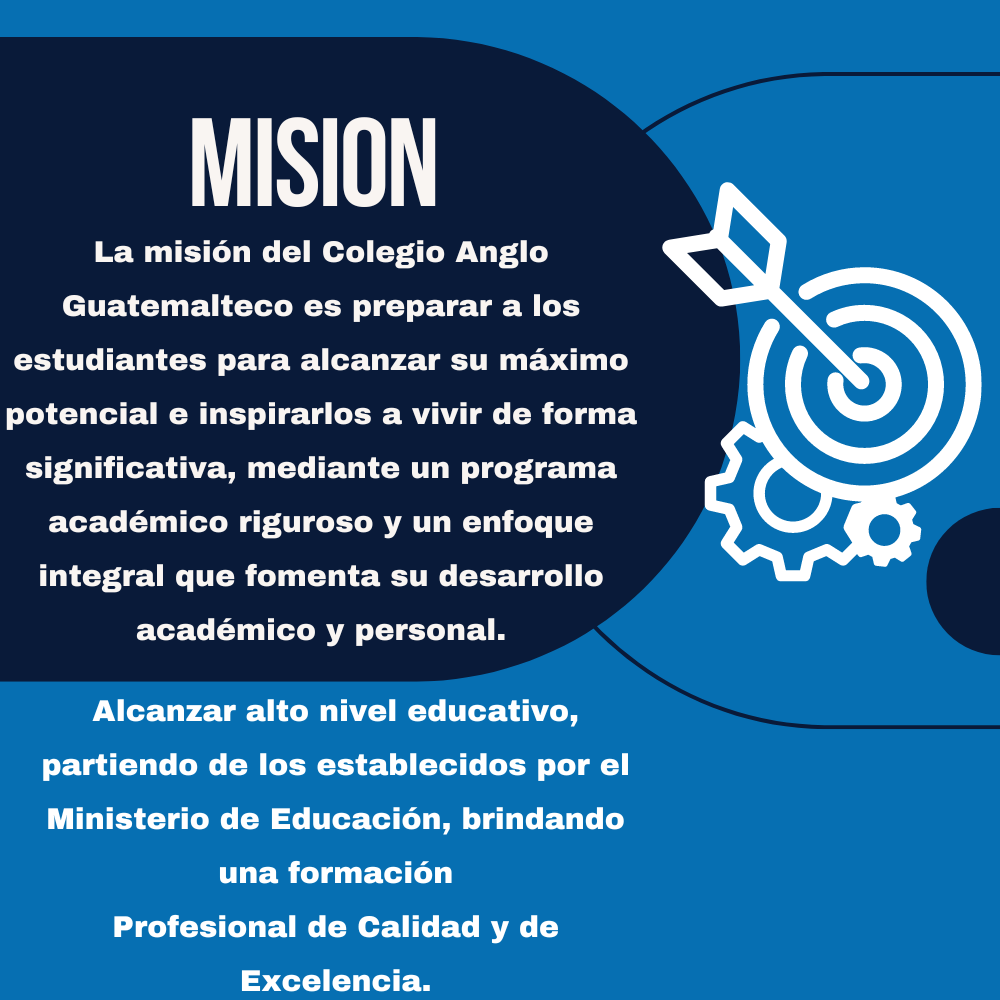 MISION
La misión del Colegio Anglo
Guatemalteco es preparar a los
estudiantes para alcanzar su máximo
potencial e inspirarlos a vivir de forma
significativa, mediante un programa
académico riguroso y un enfoque
integral que fomenta su desarrollo
académico y personal.
Alcanzar alto nivel educativo,
partiendo de los establecidos por el
Ministerio de Educación, brindando
una formación
Profesional de Calidad y de
Excelencia.